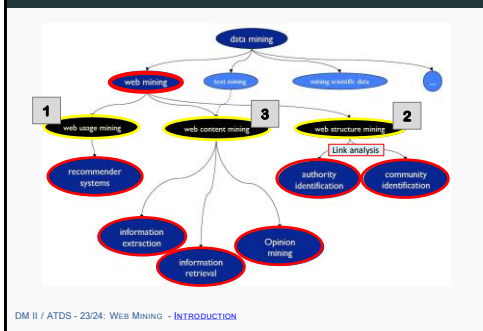 data mining
web mining
text mining
mining scientific data
...
1
3
2
web usage mining
web content mining
web structure mining
Link analysis
recommender
systems
authority
identification
community
identification
information
extraction
information
retrieval
Opinion
mining
DM II / ATDS - 23/24: WEB MINING - INTRODUCTION